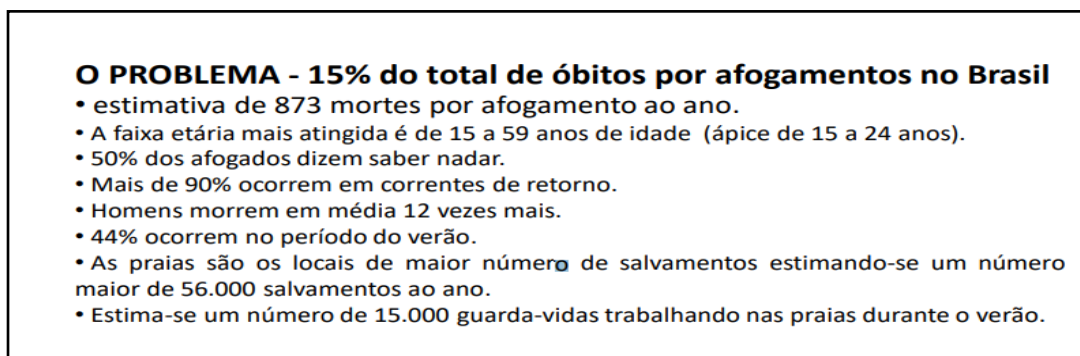 O PROBLEMA - 15% do total de óbitos por afogamentos no Brasil
• estimativa de 873 mortes por afogamento ao ano.
• A faixa etária mais atingida é de 15 a 59 anos de idade (ápice de 15 a 24 anos).
• 50% dos afogados dizem saber nadar.
• Mais de 90% ocorrem em correntes de retorno.
• Homens morrem em média 12 vezes mais.
• 44% ocorrem no período do verão.
• As praias são os locais de maior número de salvamentos estimando-se um número
maior de 56.000 salvamentos ao ano.
• Estima-se um número de 15.000 guarda-vidas trabalhando nas praias durante o verão.